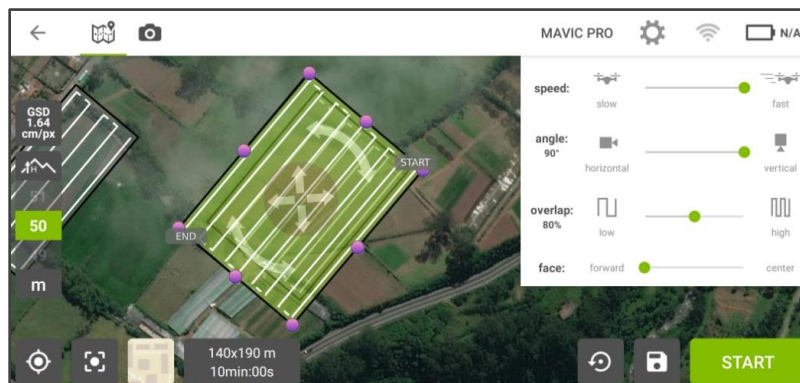 MAVIC PRO
N/A
GSD
1.64
cm/px
H
50
m
START
END
140x190 m
10min:00s
speed:
slow
fast
angle:
90°
horizontal
vertical
overlap:
80%
low
high
face:
forward
center
START